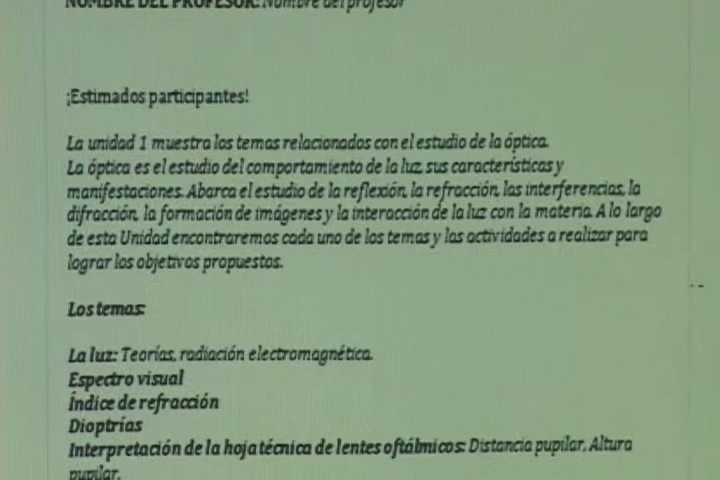 NOMBRE DEL PROFESOR: Nombre del profesor
¡Estimados participantes!
La unidad 1 muestra los temas relacionados con el estudio de la óptica.
La óptica es el estudio del comportamiento de la luz, sus características y
manifestaciones. Abarca el estudio de la reflexión, la refracción, las interferencias, la
difracción, la formación de imágenes y la interacción de la luz con la materia. A lo largo
de esta Unidad encontraremos cada uno de los temas y las actividades a realizar para
lograr los objetivos propuestos.
Los temas:
La luz: Teorías, radiación electromagnética.
Espectro visual
Índice de refracción
Dioptrías
Interpretación de la hoja técnica de lentes oftálmicos: Distancia pupilar, Altura
pupilar.